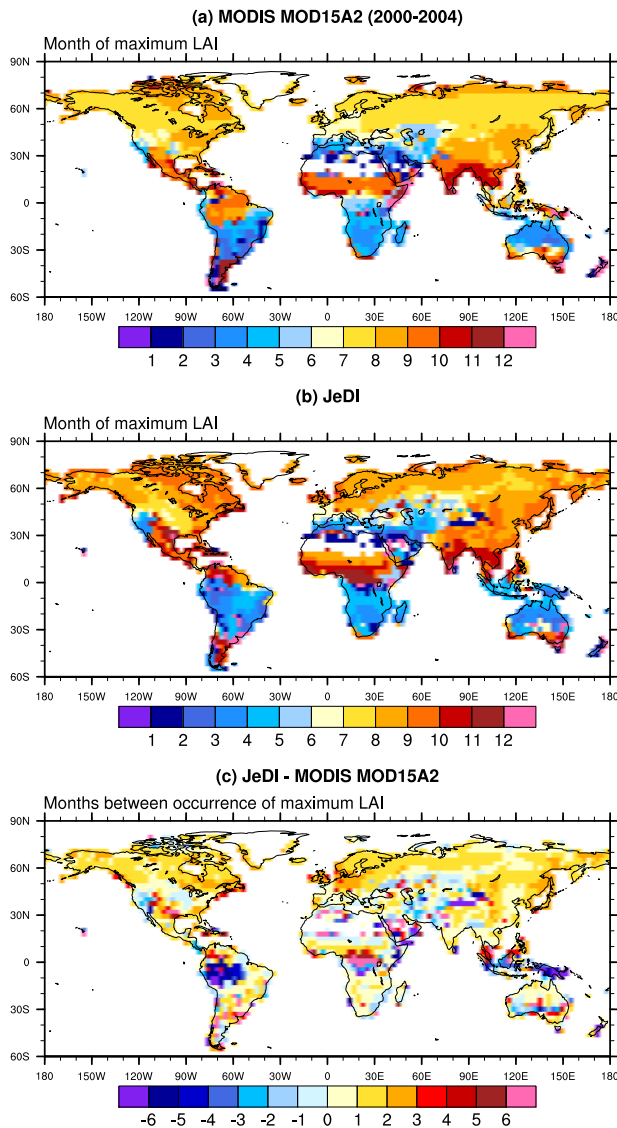 (a) MODIS MOD15A2 (2000-2004)
Month of maximum LAI
90N
60N
30N
0
30S
60S
180 150W 120W 90W 60W 30W 0 30E 60E 90E 120E 150E 180
1 2 3 4 5 6 7 8 9 10 11 12
(b) JeDI
Month of maximum LAI
90N
60N
30N
0
30S
60S
180 150W 120W 90W 60W 30W 0 30E 60E 90E 120E 150E 180
1 2 3 4 5 6 7 8 9 10 11 12
(c) JeDI - MODIS MOD15A2
Months between occurrence of maximum LAI
90N
60N
30N
0
30S
60S
180 150W 120W 90W 60W 30W 0 30E 60E 90E 120E 150E 180
-6 -5 -4 -3 -2 -1 0 1 2 3 4 5 6